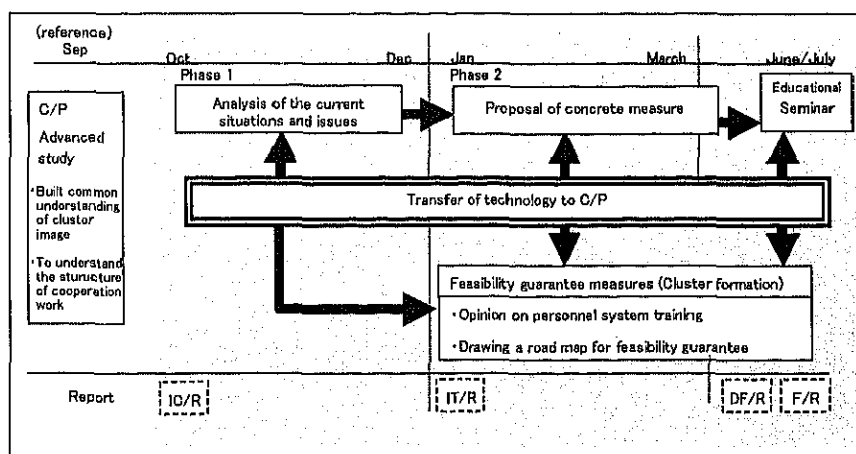 (reference)
Sep
Oct
Dec
Jan
March
June/July
Phase 1
Phase 2
C/P
Advanced
study
・Built common
understanding
of clustor
image
・To understand
the sturucture
of cooperation
work
Analysis of the current
situations and issues
Proposal of concrete measure
Educational
Seminar
Transfer of technology to C/P
Feasibility guarantee measures (Cluster formation)
・Opinion on personnel system training
・Drawing a road map for feasibility guarantee
Report
IC/R
IT/R
DF/R
F/R